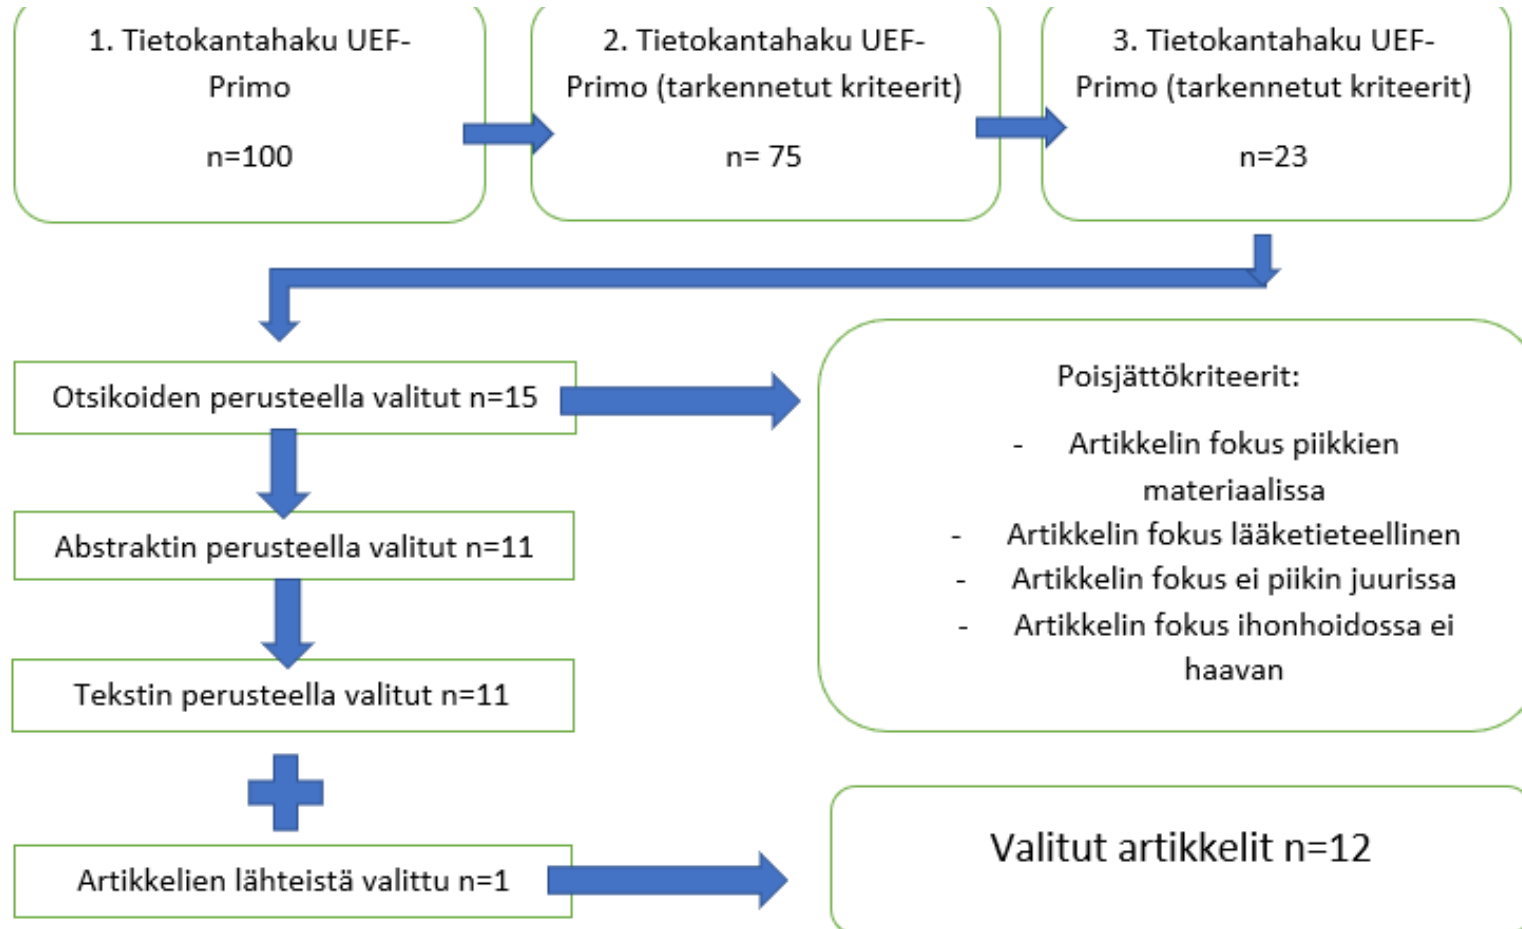 1. Tietokantahaku UEF-
Primo
n=100
2. Tietokantahaku UEF-
Primo (tarkennetut kriteerit)
n= 75
3. Tietokantahaku UEF-
Primo (tarkennetut kriteerit)
n=23
Otsikoiden perusteella valitut n=15
Poisjättökriteerit:
- Artikkelin fokus piikkien
materiaalissa
- Artikkelin fokus lääketieteellinen
- Artikkelin fokus ei piikin juurissa
- Artikkelin fokus ihonhoidossa ei
haavan
Abstraktin perusteella valitut n=11
Tekstin perusteella valitut n=11
Artikkelien lähteistä valittu n=1
Valitut artikkelit n=12